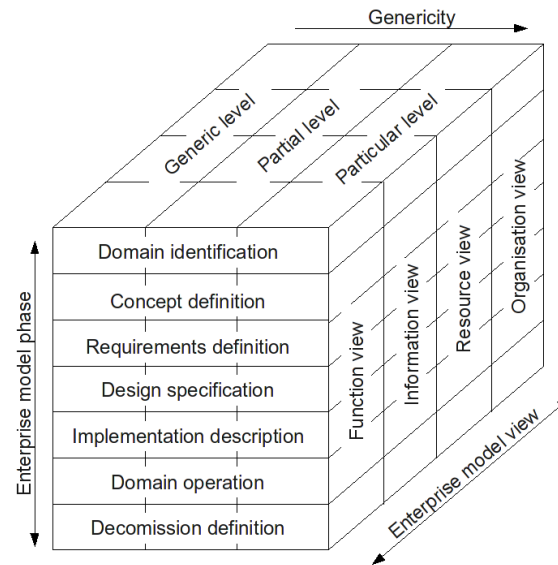 Genericity
Generic level
Partial level
Particular level
Enterprise model phase
Domain identification
Concept definition
Requirements definition
Design specification
Implementation description
Domain operation
Decomission definition
Function view
Information view
Resource view
Organisation view
Enterprise model view